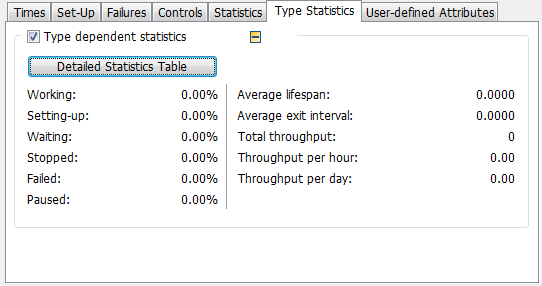 Times Set-Up Failures Controls Statistics Type Statistics User-defined Attributes
Type dependent statistics
Detailed Statistics Table
Working: 0.00% Average lifespan: 0.0000
Setting-up: 0.00% Average exit interval: 0.0000
Waiting: 0.00% Total throughput: 0
Stopped: 0.00% Throughput per hour: 0.00
Failed: 0.00% Throughput per day: 0.00
Paused: 0.00%